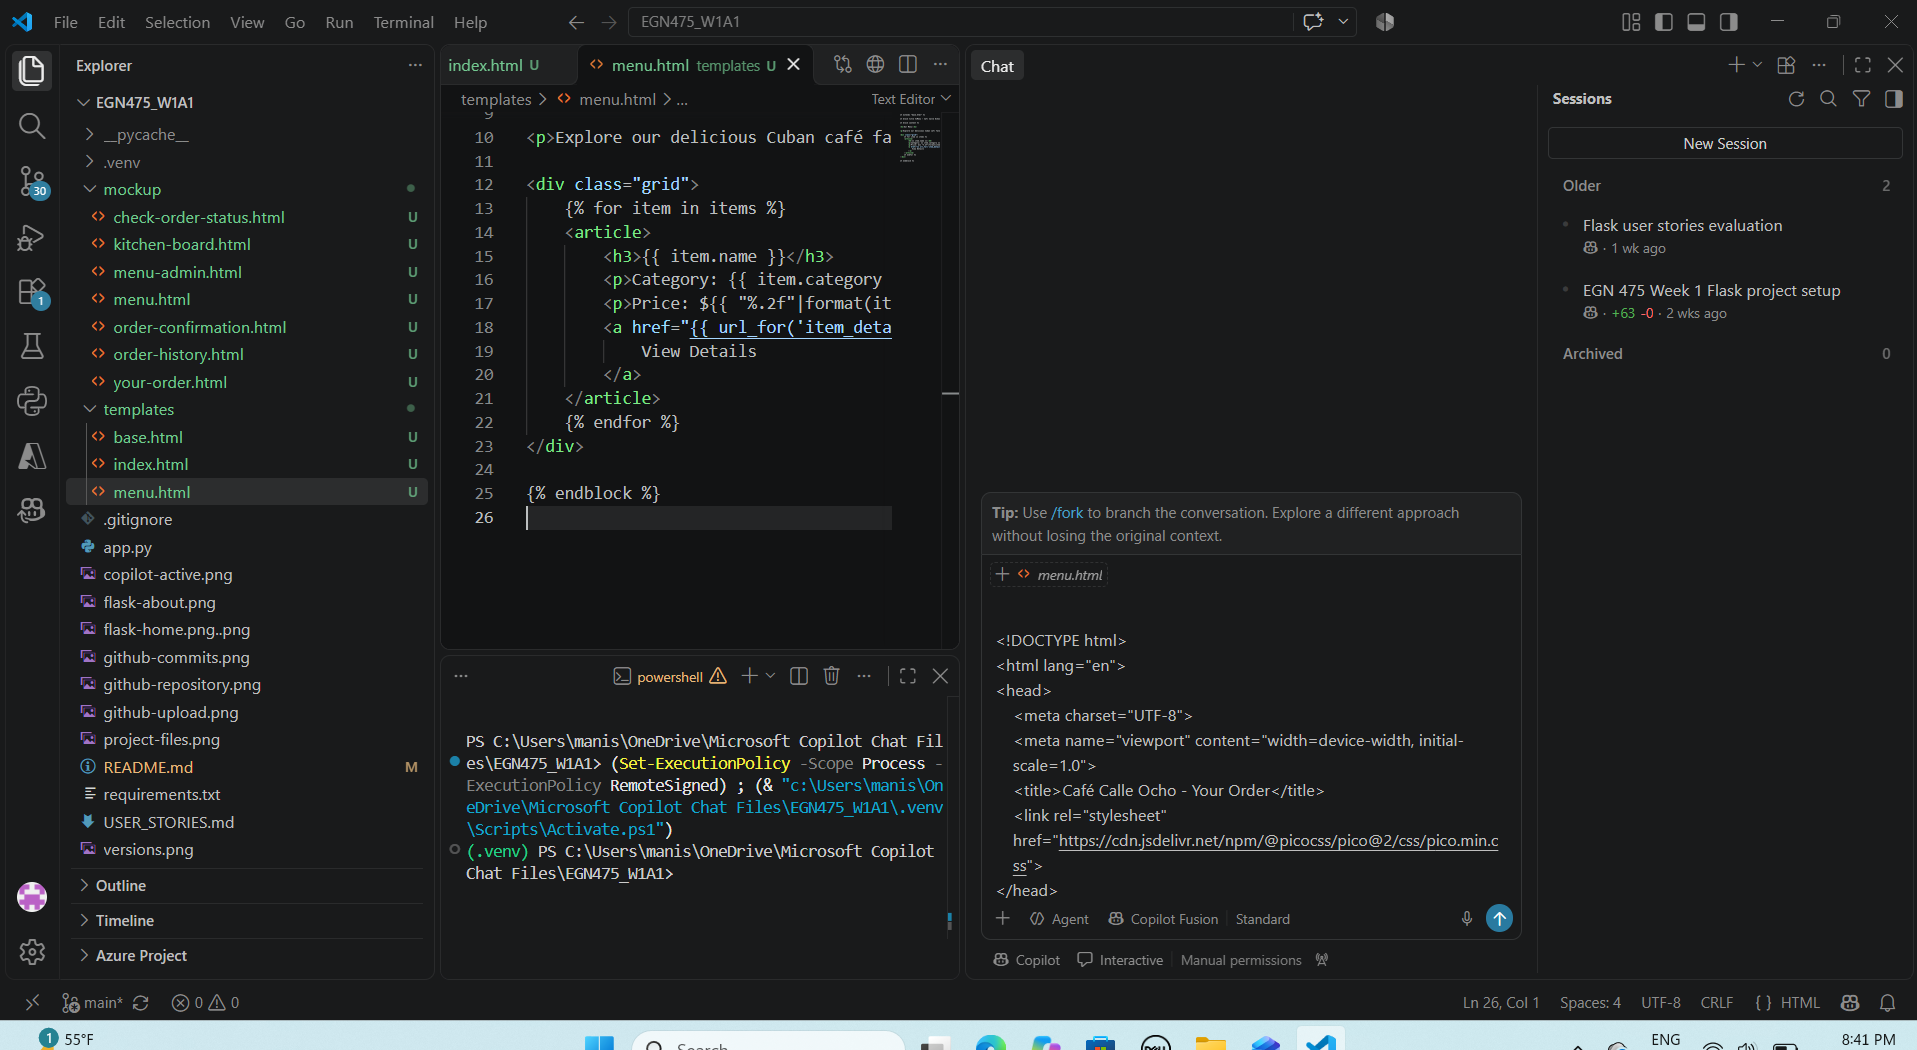 File Edit Selection View Go Run Terminal Help
EGN475_W1A1
Explorer
EGN475_W1A1
__pycache__
.venv
mockup
check-order-status.html U
kitchen-board.html U
menu-admin.html U
menu.html U
order-confirmation.html U
order-history.html U
your-order.html U
templates
base.html U
index.html U
menu.html U
.gitignore
app.py
copilot-active.png
flask-about.png
flask-home.png..png
github-commits.png
github-repository.png
github-upload.png
project-files.png
README.md M
requirements.txt
USER_STORIES.md
versions.png
Outline
Timeline
Azure Project
30
1
index.html U
menu.html templates U
templates > menu.html > ...
Text Editor
9
10 <p>Explore our delicious Cuban café fa
11
12 <div class="grid">
13 {% for item in items %}
14 <article>
15 <h3>{{ item.name }}</h3>
16 <p>Category: {{ item.category
17 <p>Price: ${{ "%.2f"|format(it
18 <a href="{{ url_for('item_deta
19 View Details
20 </a>
21 </article>
22 {% endfor %}
23 </div>
24
25 {% endblock %}
26
powershell
PS C:\Users\manis\OneDrive\Microsoft Copilot Chat Fil
es\EGN475_W1A1> (Set-ExecutionPolicy -Scope Process -
ExecutionPolicy RemoteSigned) ; (& "c:\Users\manis\On
eDrive\Microsoft Copilot Chat Files\EGN475_W1A1\.venv
\Scripts\Activate.ps1")
(.venv) PS C:\Users\manis\OneDrive\Microsoft Copilot
Chat Files\EGN475_W1A1>
Chat
Tip: Use /fork to branch the conversation. Explore a different approach
without losing the original context.
menu.html
<!DOCTYPE html>
<html lang="en">
<head>
<meta charset="UTF-8">
<meta name="viewport" content="width=device-width, initial-
scale=1.0">
<title>Café Calle Ocho - Your Order</title>
<link rel="stylesheet"
href="https://cdn.jsdelivr.net/npm/@picocss/pico@2/css/pico.min.c
ss">
</head>
Agent Copilot Fusion Standard
Copilot Interactive Manual permissions
Sessions
New Session
Older 2
Flask user stories evaluation
· 1 wk ago
EGN 475 Week 1 Flask project setup
· +63 -0 · 2 wks ago
Archived 0
main* 0 0
Ln 26, Col 1 Spaces: 4 UTF-8 CRLF { } HTML
1 55°F
Search
DELL
ENG
8:41 PM